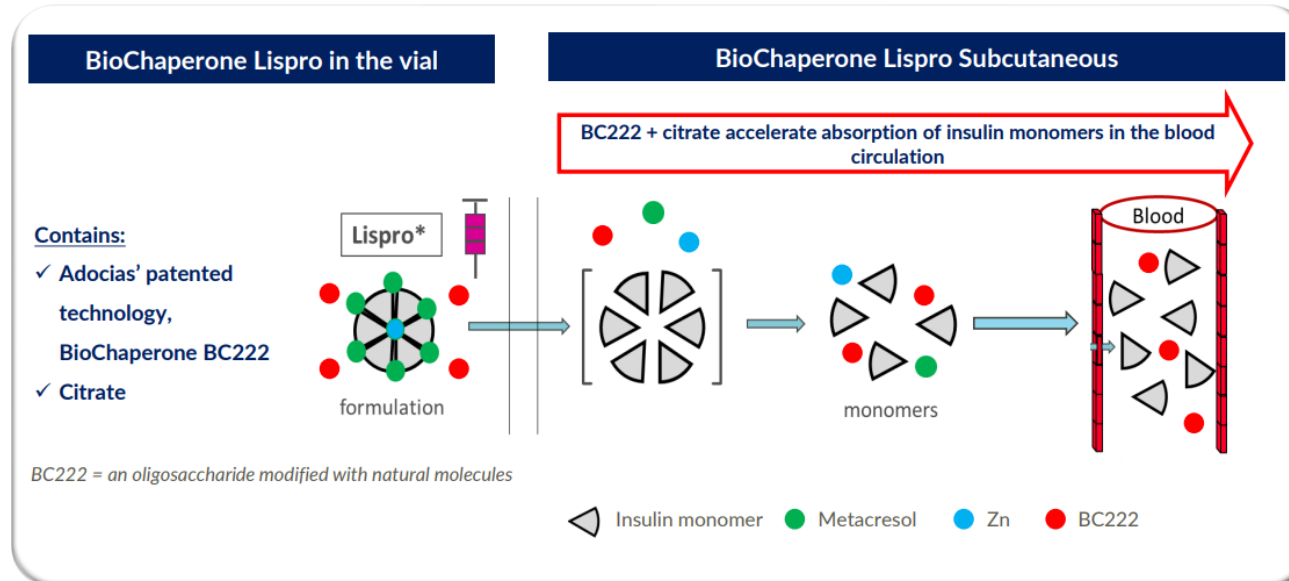 BioChaperone Lispro in the vial
BioChaperone Lispro Subcutaneous
BC222 + citrate accelerate absorption of insulin monomers in the blood
circulation
Contains:
✓ Adocias’ patented
technology,
BioChaperone BC222
✓ Citrate
Lispro*
formulation
monomers
Blood
BC222 = an oligosaccharide modified with natural molecules
Insulin monomer
Metacresol
Zn
BC222